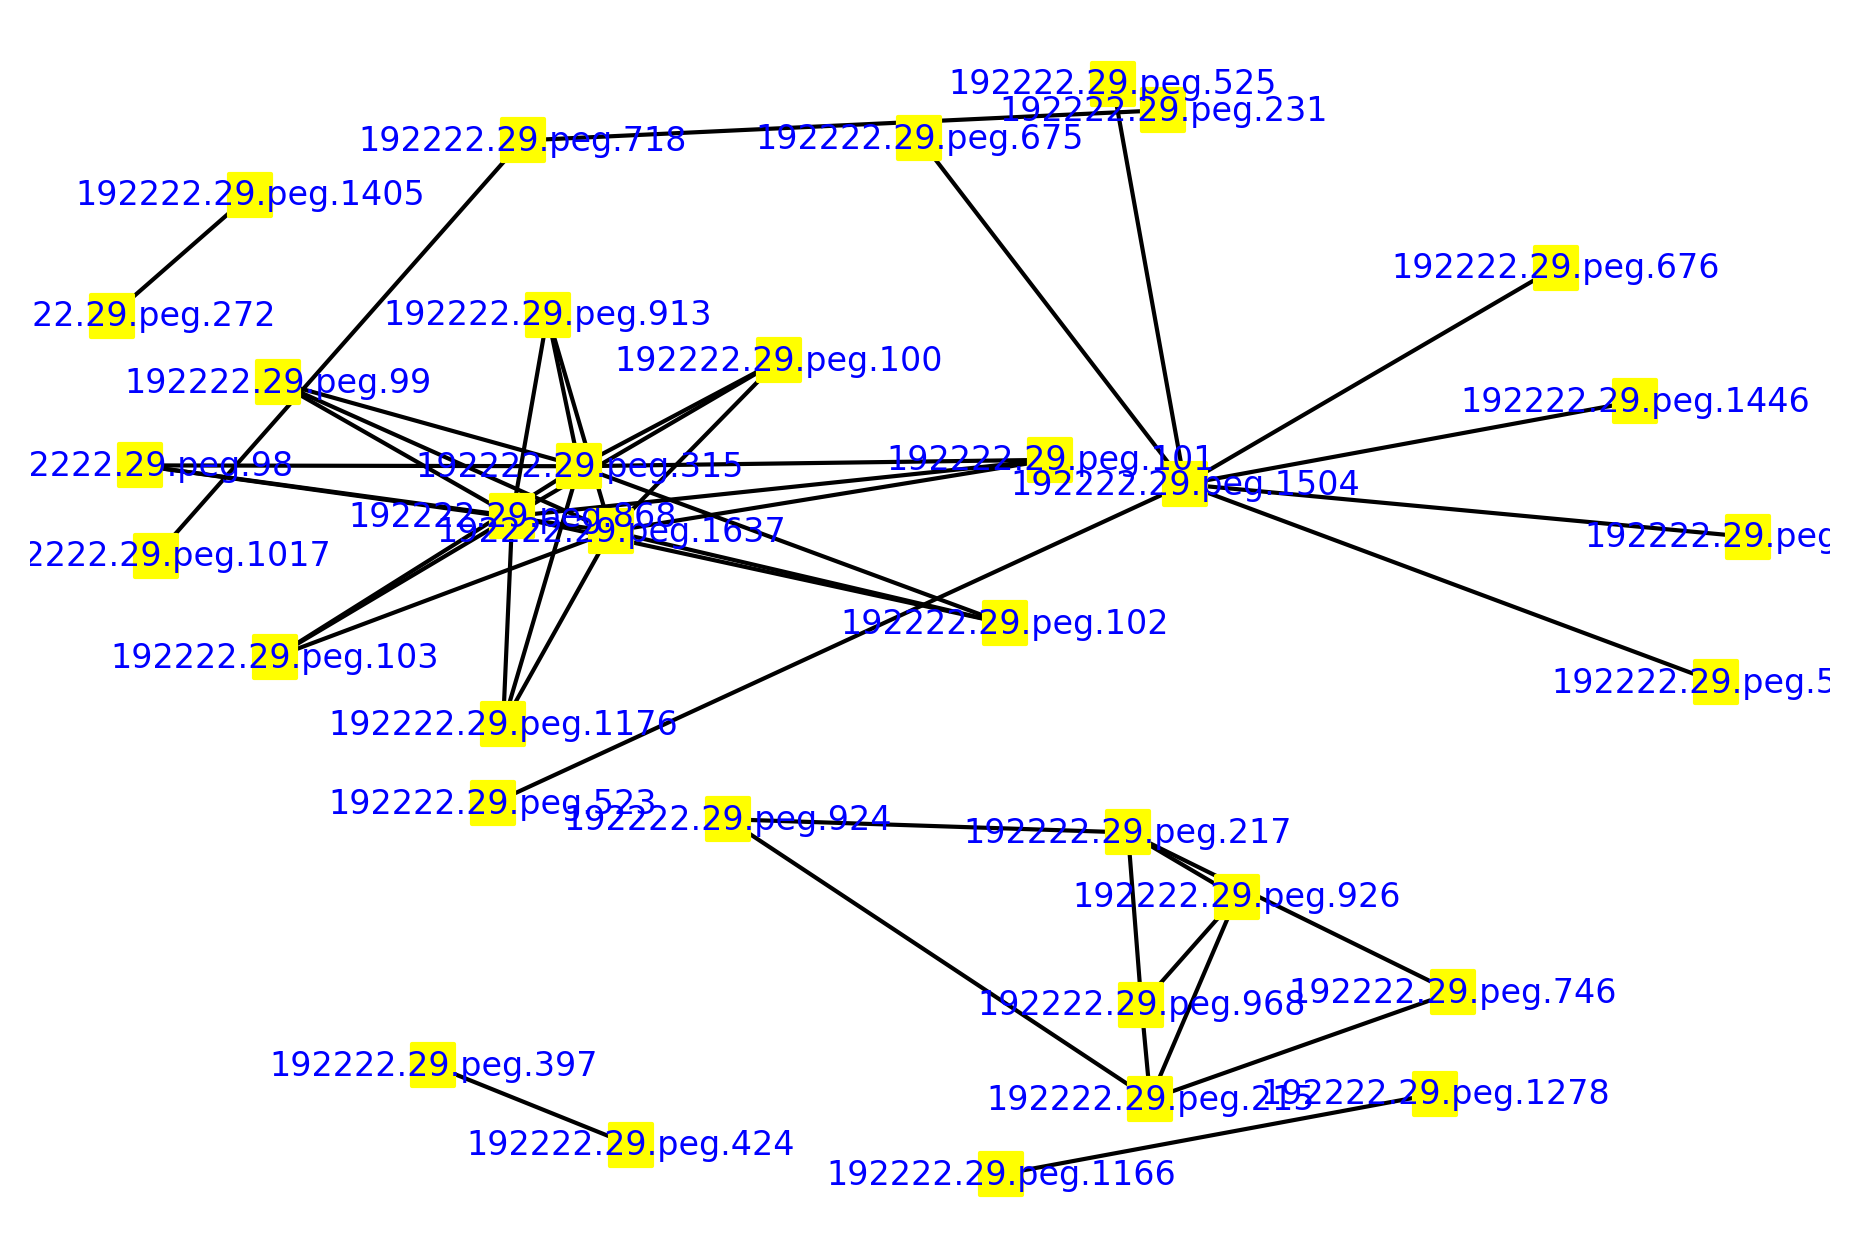 192222.29.peg.525
192222.29.peg.231
192222.29.peg.718
192222.29.peg.675
192222.29.peg.1405
192222.29.peg.676
22.29.peg.272
192222.29.peg.913
192222.29.peg.100
192222.29.peg.99
192222.29.peg.1446
2222.29.peg.98
192222.29.peg.315
192222.29.peg.101
192222.29.peg.1504
192222.29.peg.868
192222.29.peg.1637
192222.29.peg
2222.29.peg.1017
192222.29.peg.102
192222.29.peg.103
192222.29.peg.5
192222.29.peg.1176
192222.29.peg.523
192222.29.peg.924
192222.29.peg.217
192222.29.peg.926
192222.29.peg.968
192222.29.peg.746
192222.29.peg.397
192222.29.peg.215
192222.29.peg.1278
192222.29.peg.424
192222.29.peg.1166